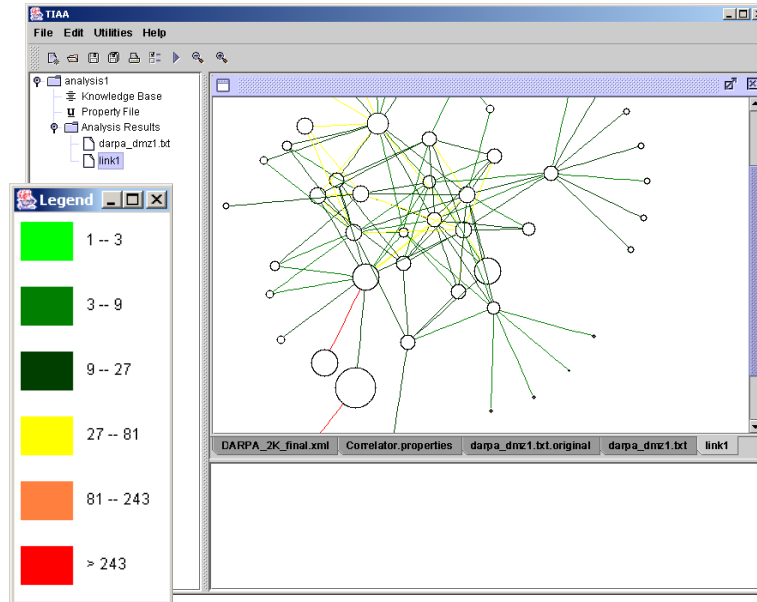 TIAA
File Edit Utilities Help
analysis1
Knowledge Base
Property File
Analysis Results
darpa_dmz1.txt
link1
Legend
1 -- 3
3 -- 9
9 -- 27
27 -- 81
81 -- 243
> 243
DARPA_2K_final.xml Correlator.properties darpa_dmz1.txt.original darpa_dmz1.txt link1